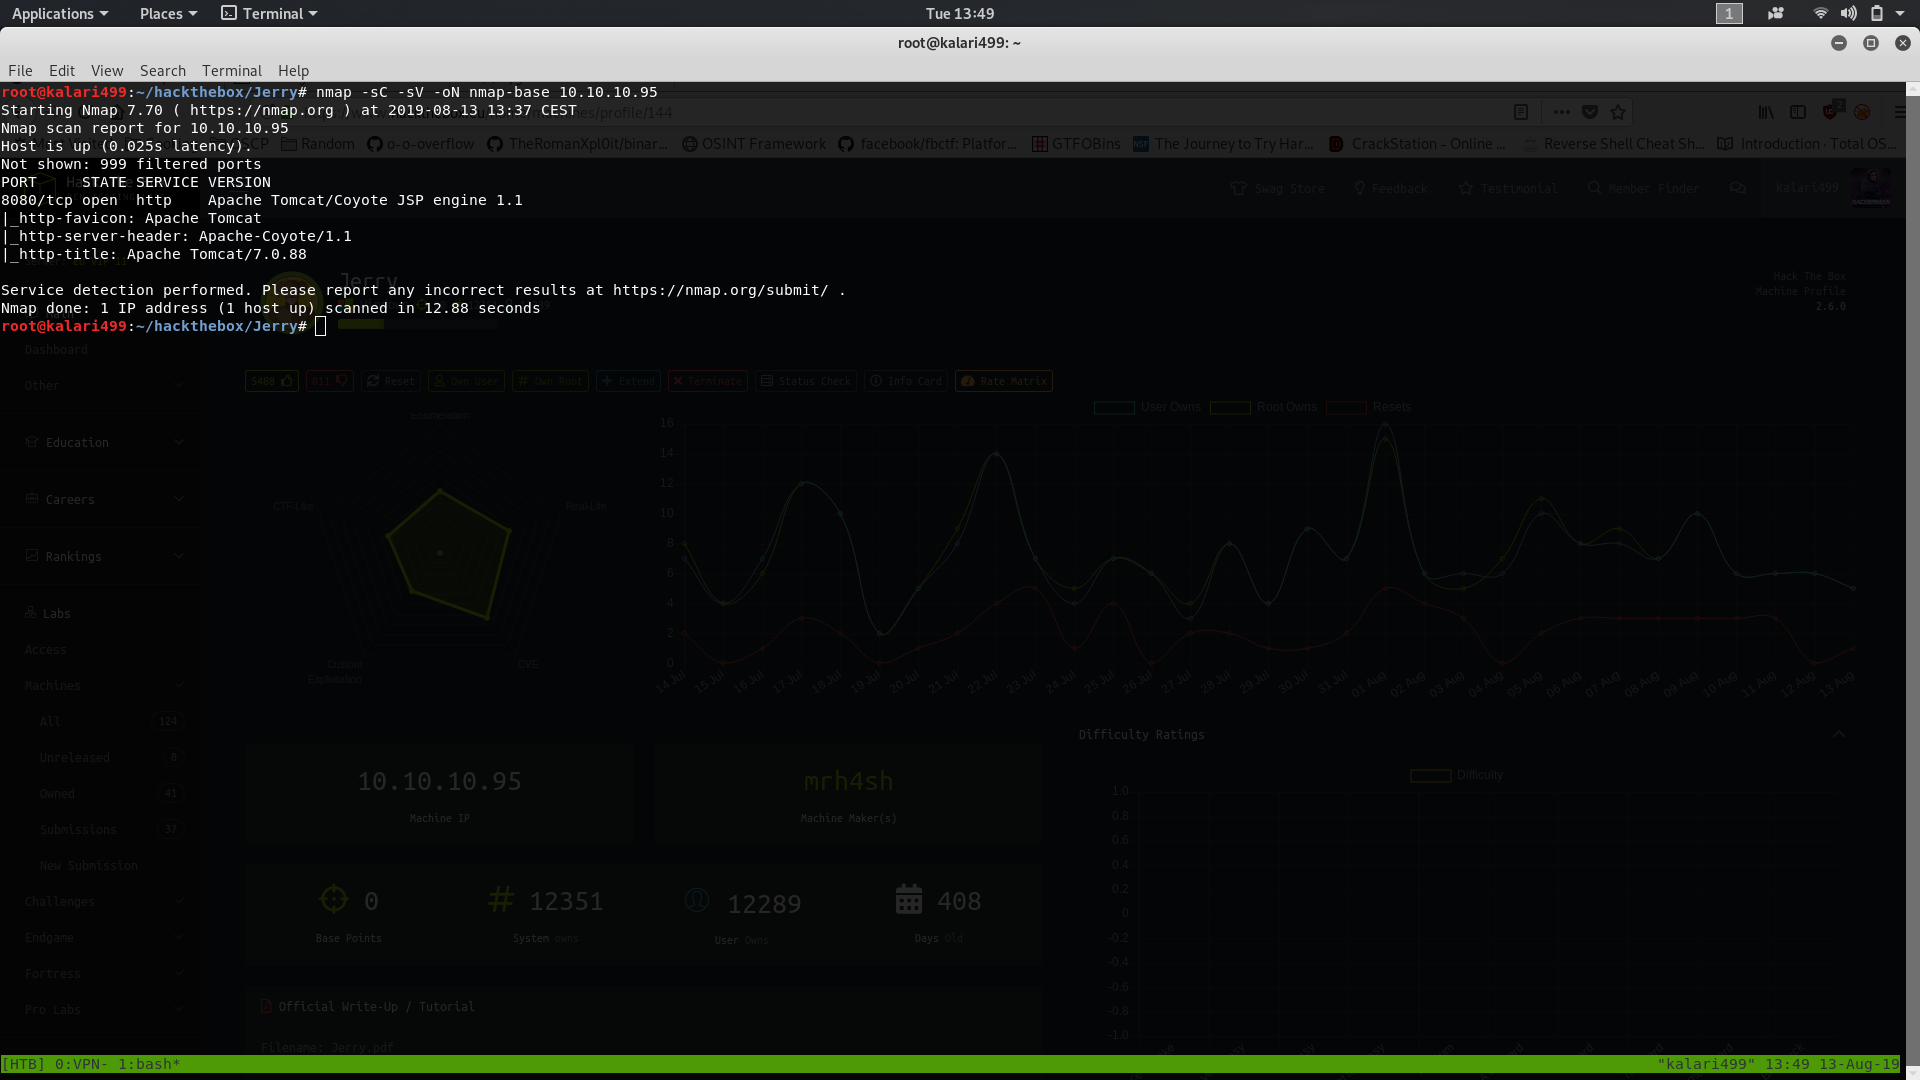 Applications Places Terminal Tue 13:49 1
root@kalari499: ~
File Edit View Search Terminal Help
root@kalari499:~/hackthebox/Jerry# nmap -sC -sV -oN nmap-base 10.10.10.95
Starting Nmap 7.70 ( https://nmap.org ) at 2019-08-13 13:37 CEST
Nmap scan report for 10.10.10.95
Host is up (0.025s latency).
Not shown: 999 filtered ports
PORT STATE SERVICE VERSION
8080/tcp open http Apache Tomcat/Coyote JSP engine 1.1
|_http-favicon: Apache Tomcat
|_http-server-header: Apache-Coyote/1.1
|_http-title: Apache Tomcat/7.0.88
Service detection performed. Please report any incorrect results at https://nmap.org/submit/ .
Nmap done: 1 IP address (1 host up) scanned in 12.88 seconds
root@kalari499:~/hackthebox/Jerry#
/profile/144
Random o-o-overflow TheRomanXpl0it/binar... OSINT Framework facebook/fbctf: Platfor... GTFOBins The Journey to Try Har... CrackStation - Online ... Reverse Shell Cheat Sh... Introduction · Total OS...
Swag Store Feedback Testimonial Member Finder kalari499
Jerry
Hack The Box
Machine Profile
2.6.0
Dashboard
Other
Education
Careers
Rankings
Labs
Access
Machines
All 124
Unreleased 8
Owned 41
Submissions 37
New Submission
Challenges
Endgame
Fortress
Pro Labs
5488 811 Reset Own User Own Root Extend Terminate Status Check Info Card Rate Matrix
Enumeration
CTF-Like Real-Life
Custom Exploitation CVE
User Owns Root Owns Resets
16
14
12
10
8
6
4
2
0
14 Jul 15 Jul 16 Jul 17 Jul 18 Jul 19 Jul 20 Jul 21 Jul 22 Jul 23 Jul 24 Jul 25 Jul 26 Jul 27 Jul 28 Jul 29 Jul 30 Jul 31 Jul 01 Aug 02 Aug 03 Aug 04 Aug 05 Aug 06 Aug 07 Aug 08 Aug 09 Aug 10 Aug 11 Aug 12 Aug 13 Aug
10.10.10.95
Machine IP
mrh4sh
Machine Maker(s)
0
Base Points
12351
System owns
12289
User Owns
408
Days Old
Difficulty Ratings
Difficulty
1.0
0.8
0.6
0.4
0.2
0
-0.2
-0.4
-0.6
-0.8
-1.0
Official Write-Up / Tutorial
Filename: Jerry.pdf
[HTB] 0:VPN- 1:bash* "kalari499" 13:49 13-Aug-19